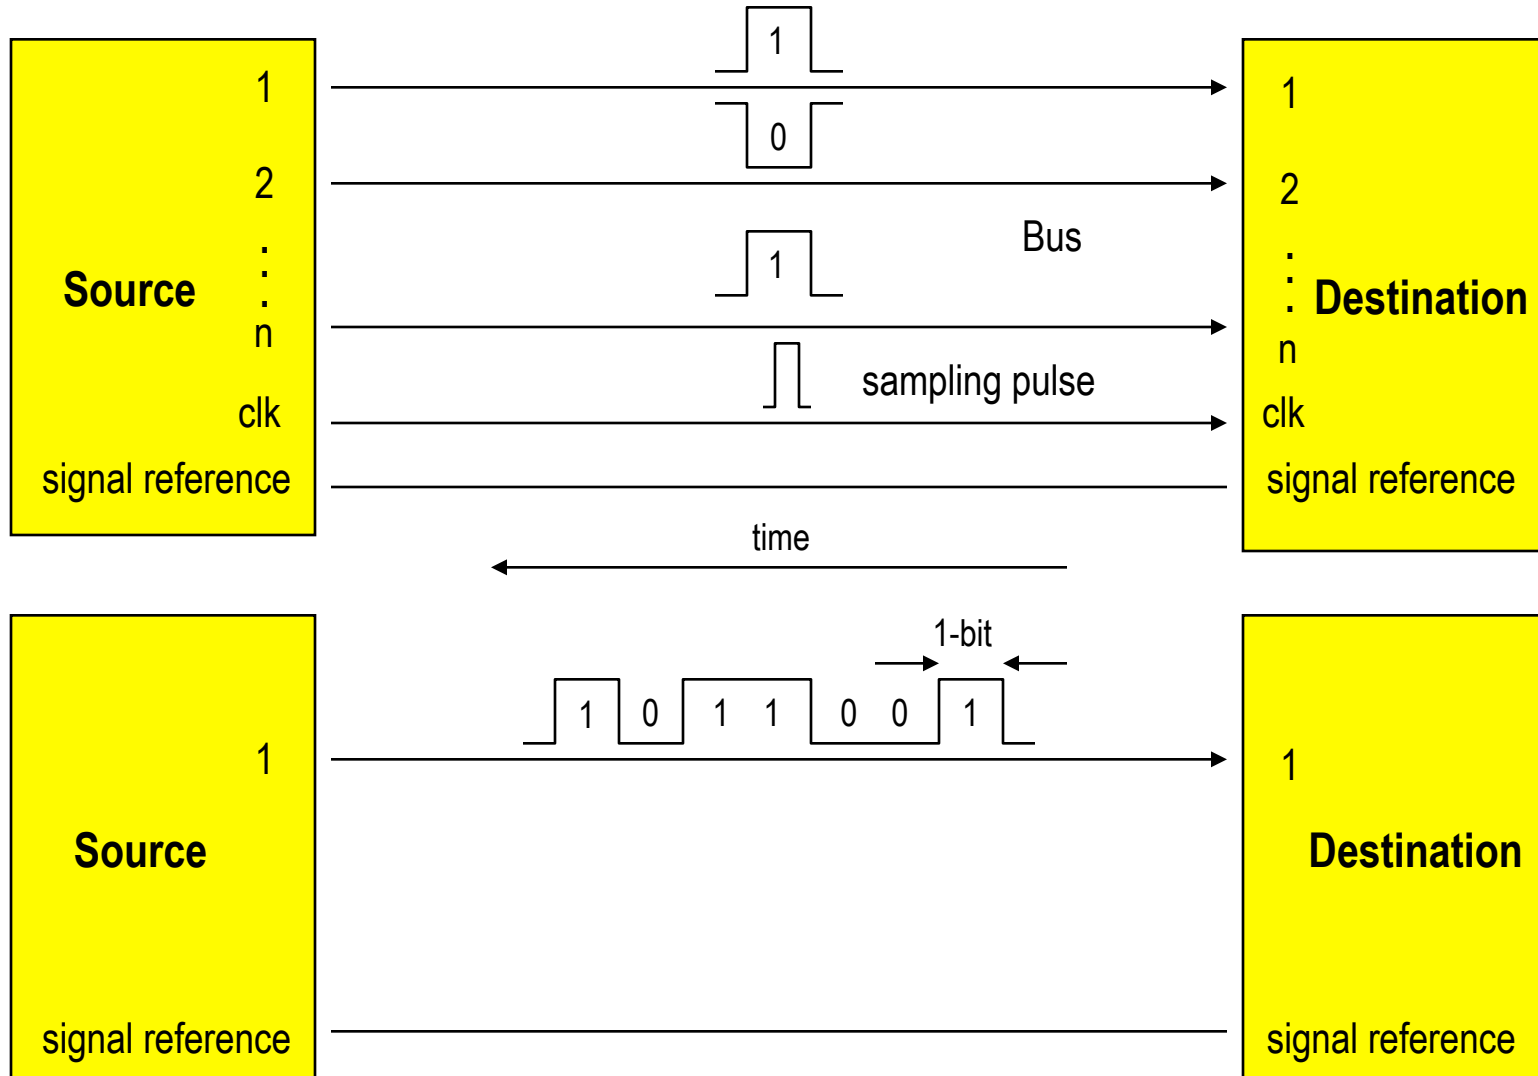 1
1
1
0
2
2
Bus
1
Source
Destination
n
n
sampling pulse
clk
clk
signal reference
signal reference
time
1-bit
1 0 1 1 0 0 1
1
1
Source
Destination
signal reference
signal reference